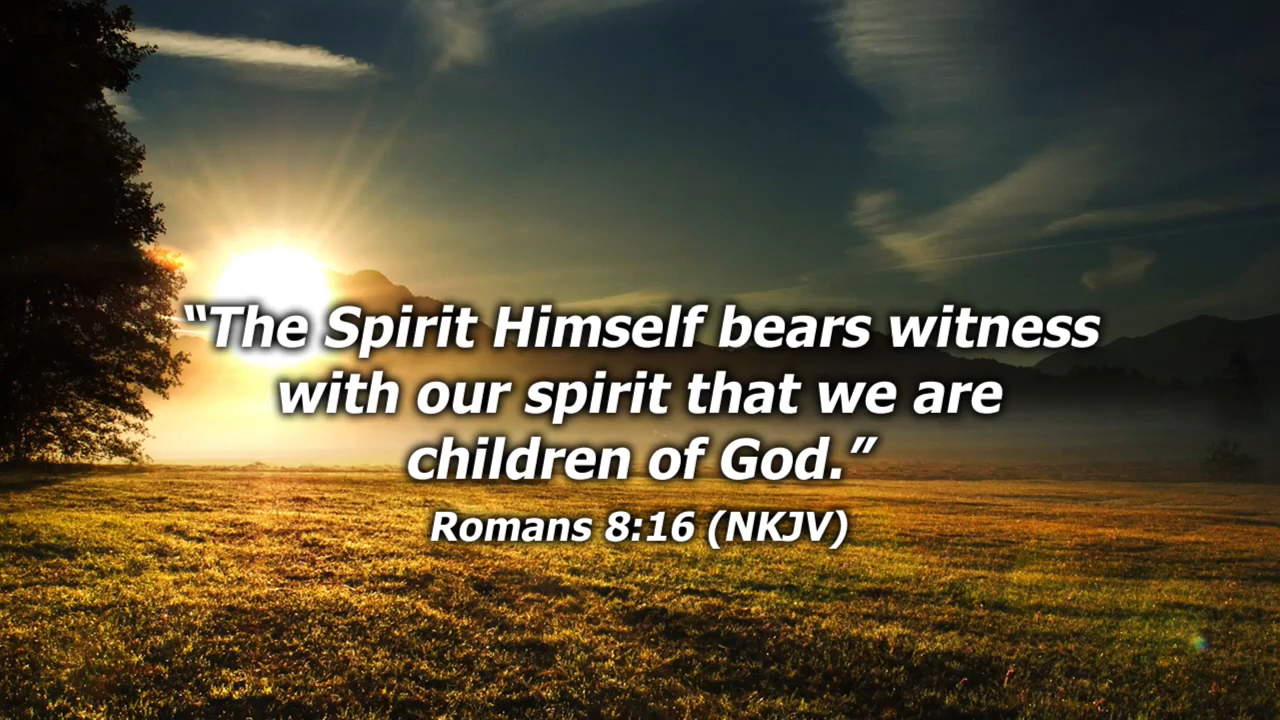 “The Spirit Himself bears witness
with our spirit that we are
children of God.”
Romans 8:16 (NKJV)